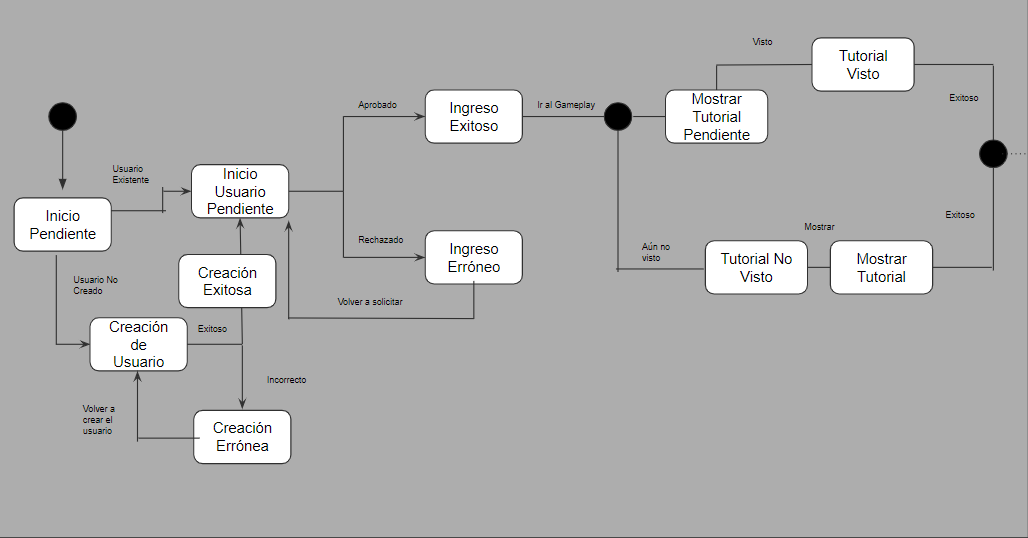 Visto
Tutorial
Visto
Exitoso
Aprobado
Ingreso
Exitoso
Ir al Gameplay
Mostrar
Tutorial
Pendiente
Usuario
Existente
Inicio
Usuario
Pendiente
Inicio
Pendiente
Rechazado
Ingreso
Erróneo
Aún no
visto
Tutorial No
Visto
Mostrar
Mostrar
Tutorial
Exitoso
Usuario No
Creado
Creación
Exitosa
Volver a solicitar
Creación
de
Usuario
Exitoso
Incorrecto
Volver a
crear el
usuario
Creación
Errónea